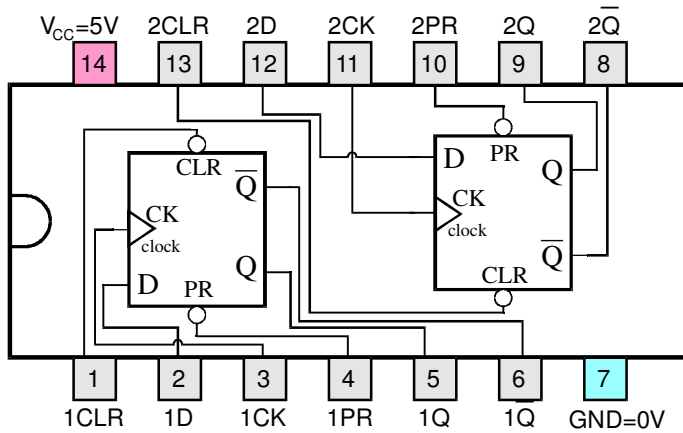 V_CC=5V 2CLR 2D 2CK 2PR 2Q 2Q̅
14 13 12 11 10 9 8
CLR Q̅
CK
clock
D PR Q
D PR
Q
CK
clock
Q̅
CLR
1 2 3 4 5 6 7
1CLR 1D 1CK 1PR 1Q 1Q̅ GND=0V